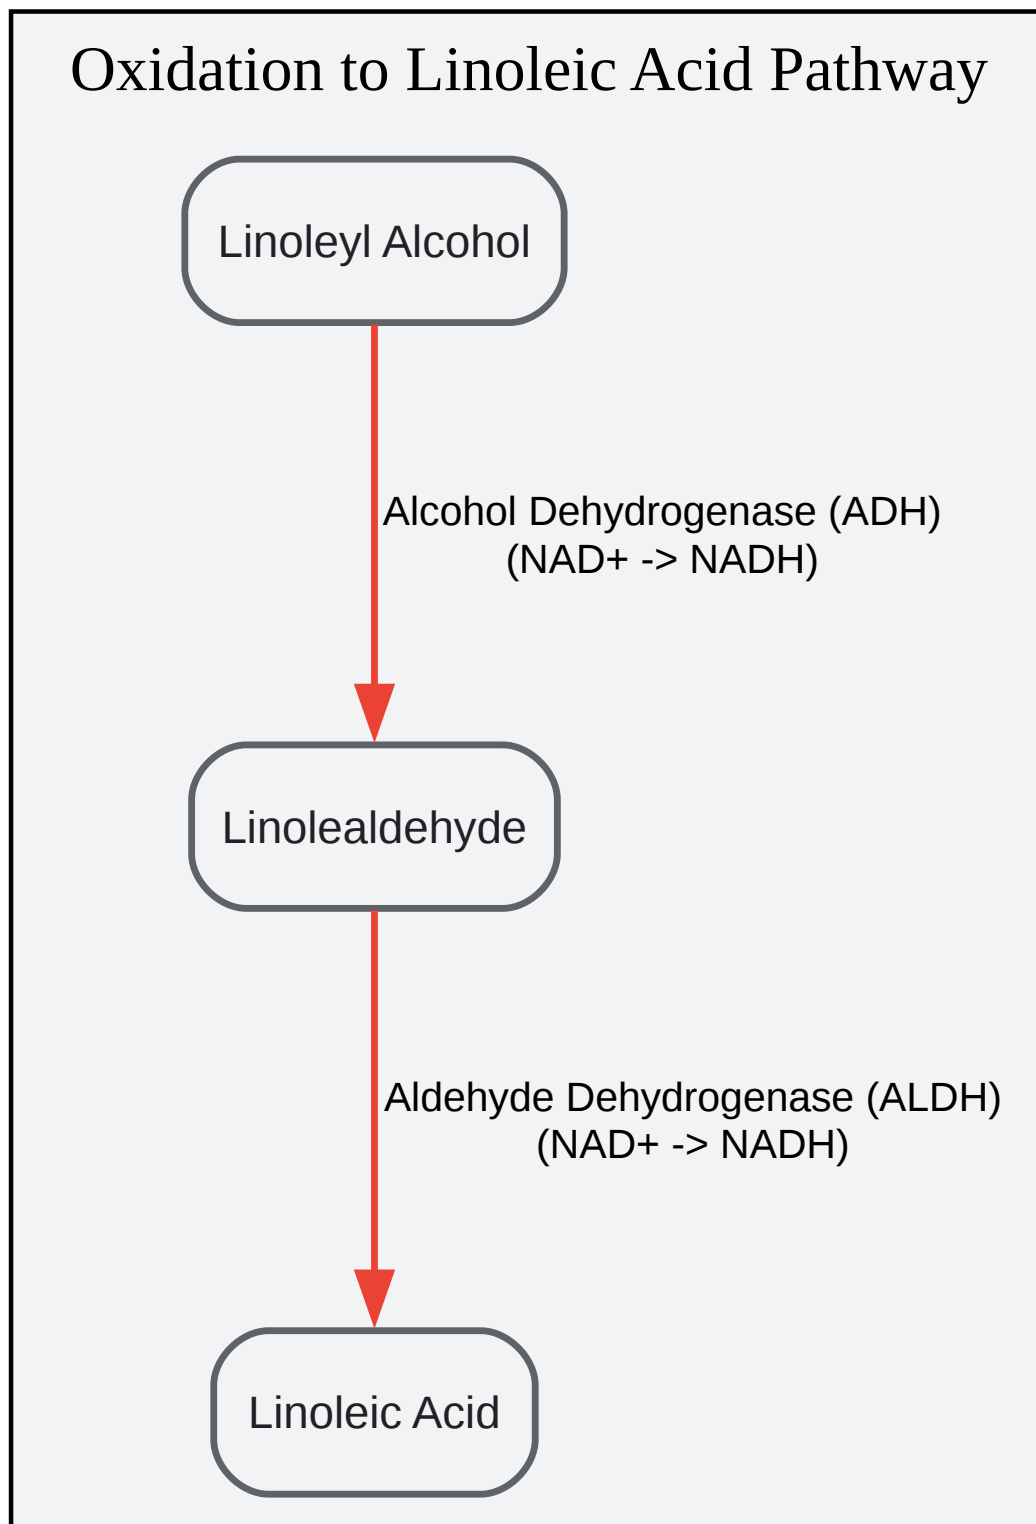 Oxidation to Linoleic Acid Pathway
Linoleyl Alcohol
Alcohol Dehydrogenase (ADH)
(NAD+ -> NADH)
Linolealdehyde
Aldehyde Dehydrogenase (ALDH)
(NAD+ -> NADH)
Linoleic Acid